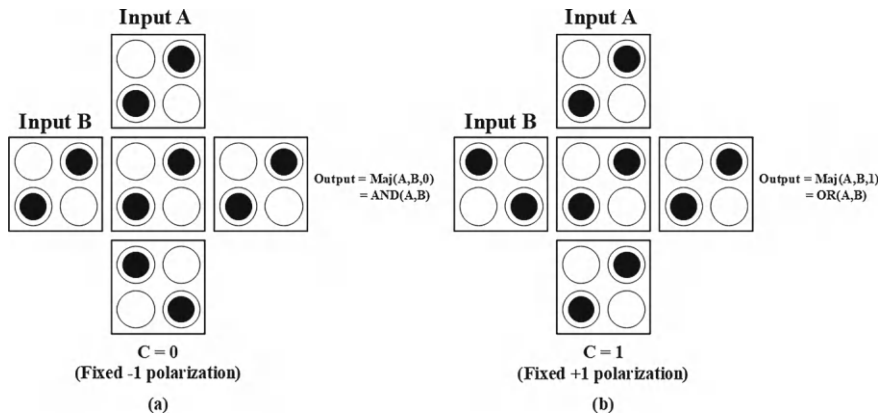 Input A
Input B
Output = Maj(A,B,0)
= AND(A,B)
C = 0
(Fixed -1 polarization)
(a)
Input A
Input B
Output = Maj(A,B,1)
= OR(A,B)
C = 1
(Fixed +1 polarization)
(b)